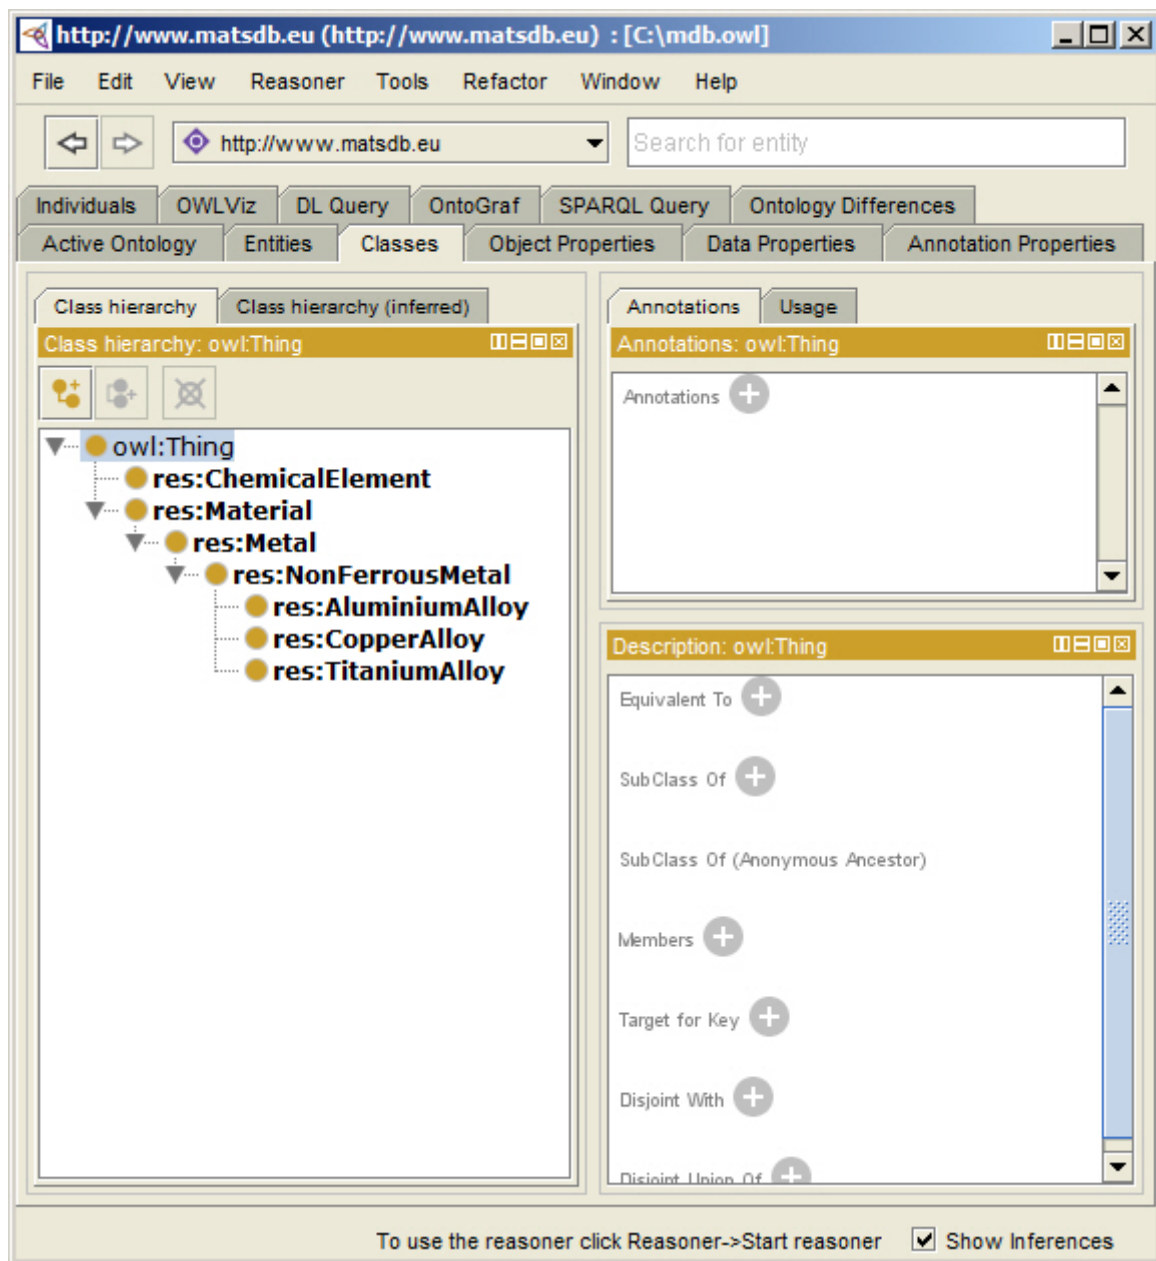 http://www.matsdb.eu (http://www.matsdb.eu) : [C:\mdb.owl]
File Edit View Reasoner Tools Refactor Window Help
http://www.matsdb.eu Search for entity
Individuals OWLViz DL Query OntoGraf SPARQL Query Ontology Differences
Active Ontology Entities Classes Object Properties Data Properties Annotation Properties
Class hierarchy Class hierarchy (inferred)
Class hierarchy: owl:Thing
owl:Thing
res:ChemicalElement
res:Material
res:Metal
res:NonFerrousMetal
res:AluminiumAlloy
res:CopperAlloy
res:TitaniumAlloy
Annotations Usage
Annotations: owl:Thing
Annotations
Description: owl:Thing
Equivalent To
SubClass Of
SubClass Of (Anonymous Ancestor)
Members
Target for Key
Disjoint With
Disjoint Union Of
To use the reasoner click Reasoner->Start reasoner Show Inferences